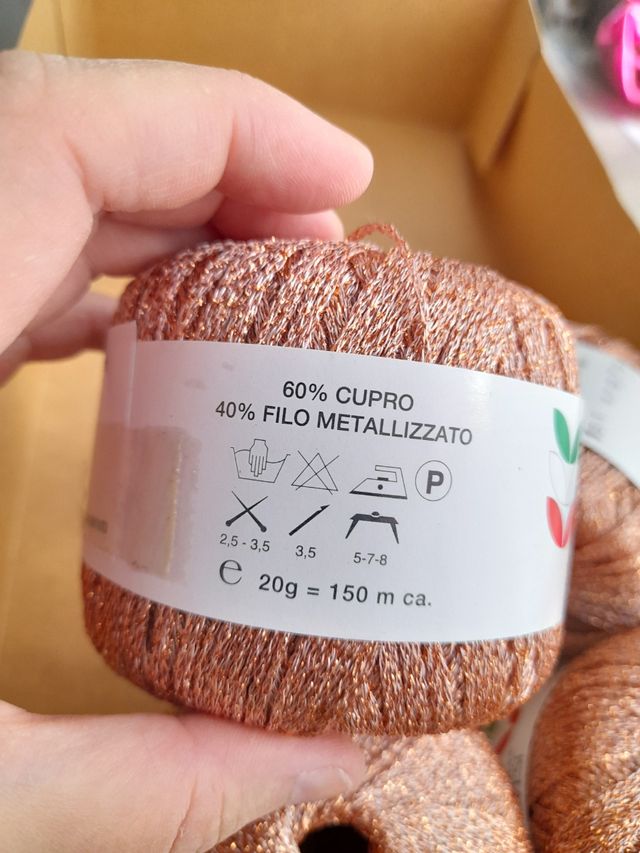 60% CUPRO
40% FILO METALLIZZATO
P
2,5 - 3,5 3,5 5-7-8
e 20g = 150 m ca.